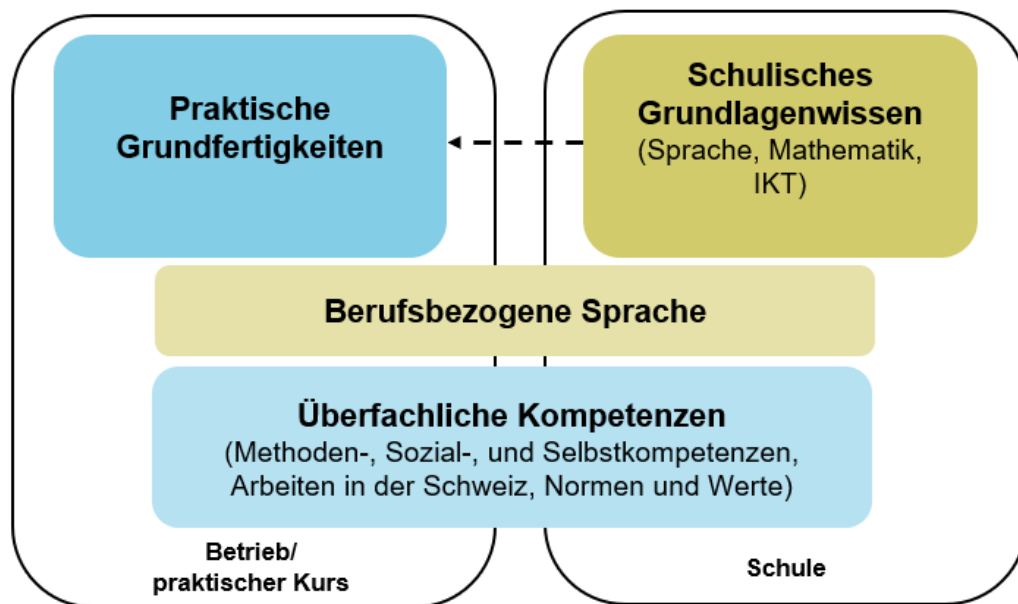 Praktische
Grundfertigkeiten
Schulisches
Grundlagenwissen
(Sprache, Mathematik,
IKT)
Berufsbezogene Sprache
Überfachliche Kompetenzen
(Methoden-, Sozial-, und Selbstkompetenzen,
Arbeiten in der Schweiz, Normen und Werte)
Betrieb/
praktischer Kurs
Schule